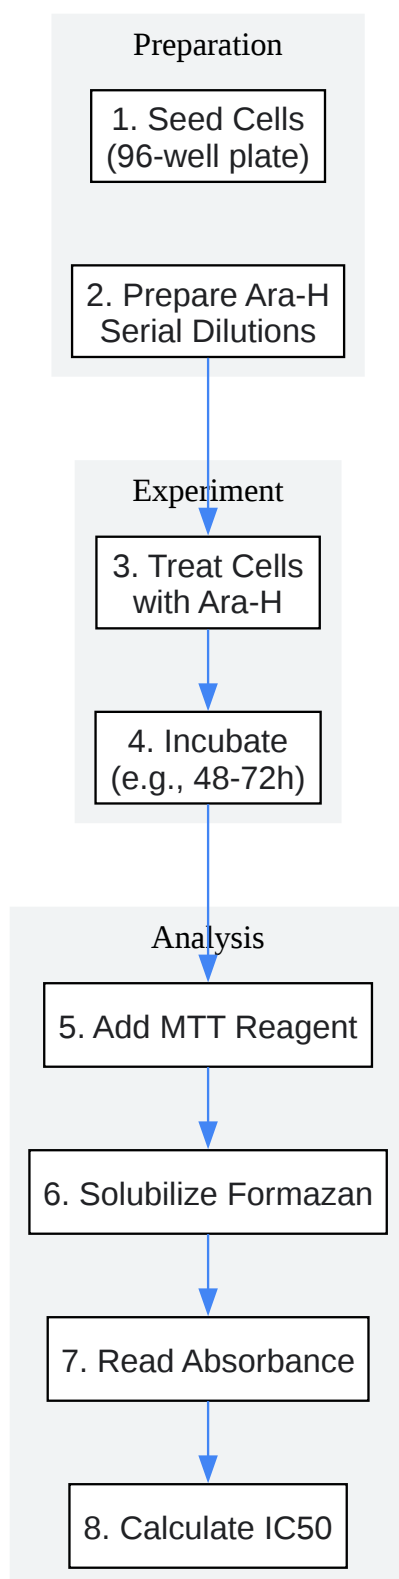 Preparation
1. Seed Cells
(96-well plate)
2. Prepare Ara-H
Serial Dilutions
Experiment
3. Treat Cells
with Ara-H
4. Incubate
(e.g., 48-72h)
Analysis
5. Add MTT Reagent
6. Solubilize Formazan
7. Read Absorbance
8. Calculate IC50